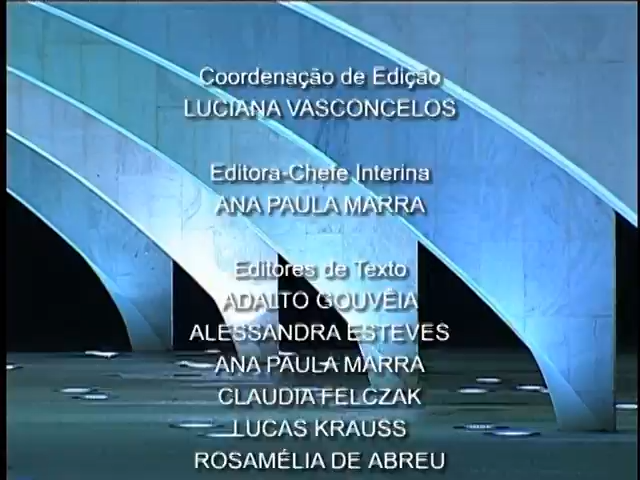 Coordenação de Edição
LUCIANA VASCONCELOS
Editora-Chefe Interina
ANA PAULA MARRA
Editores de Texto
ADALTO GOUVEIA
ALESSANDRA ESTEVES
ANA PAULA MARRA
CLAUDIA FELCZAK
LUCAS KRAUSS
ROSAMÉLIA DE ABREU